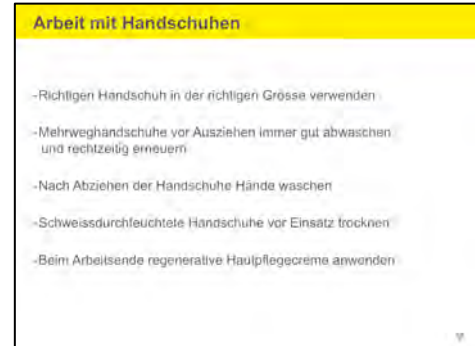 Arbeit mit Handschuhen
-Richtigen Handschuh in der richtigen Grösse verwenden
-Mehrweghandschuhe vor Ausziehen immer gut abwaschen
und rechtzeitig erneuern
-Nach Abziehen der Handschuhe Hände waschen
-Schweissdurchfeuchtete Handschuhe vor Einsatz trocknen
-Beim Arbeitsende regenerative Hautpflegecreme anwenden